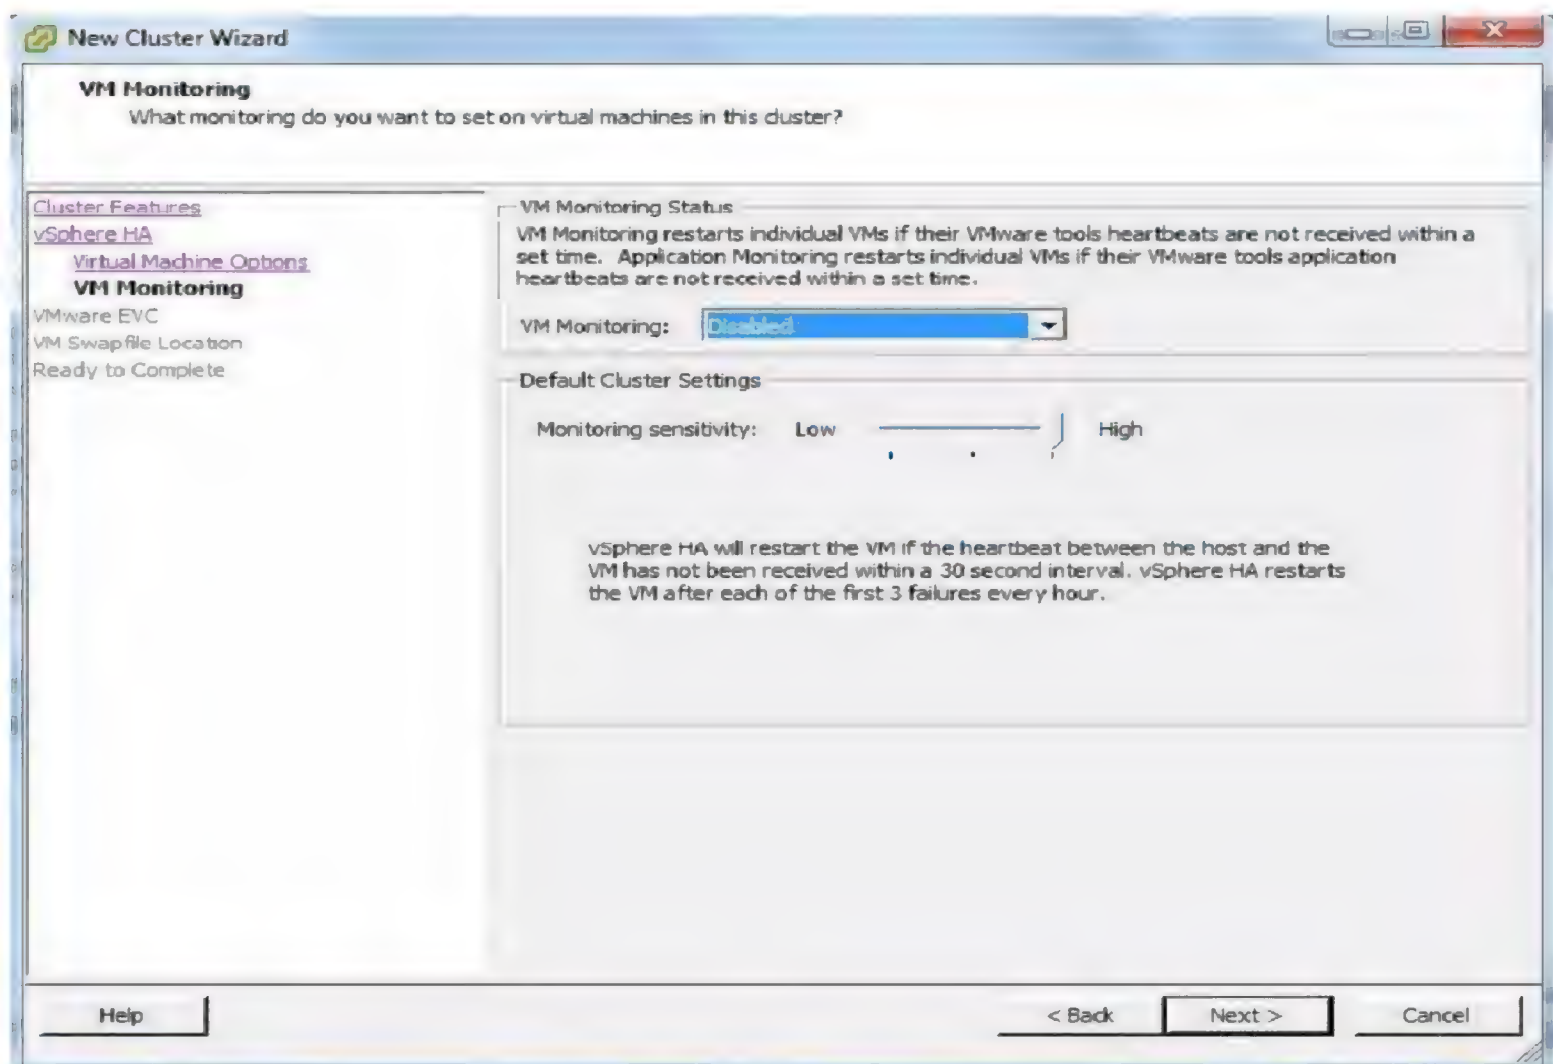 New Cluster Wizard
VM Monitoring
What monitoring do you want to set on virtual machines in this cluster?
Cluster Features
vSphere HA
Virtual Machine Options
VM Monitoring
VMware EVC
VM Swapfile Location
Ready to Complete
VM Monitoring Status
VM Monitoring restarts individual VMs if their VMware tools heartbeats are not received within a
set time. Application Monitoring restarts individual VMs if their VMware tools application
heartbeats are not received within a set time.
VM Monitoring: Disabled
Default Cluster Settings
Monitoring sensitivity: Low High
vSphere HA will restart the VM if the heartbeat between the host and the
VM has not been received within a 30 second interval. vSphere HA restarts
the VM after each of the first 3 failures every hour.
Help < Back Next > Cancel